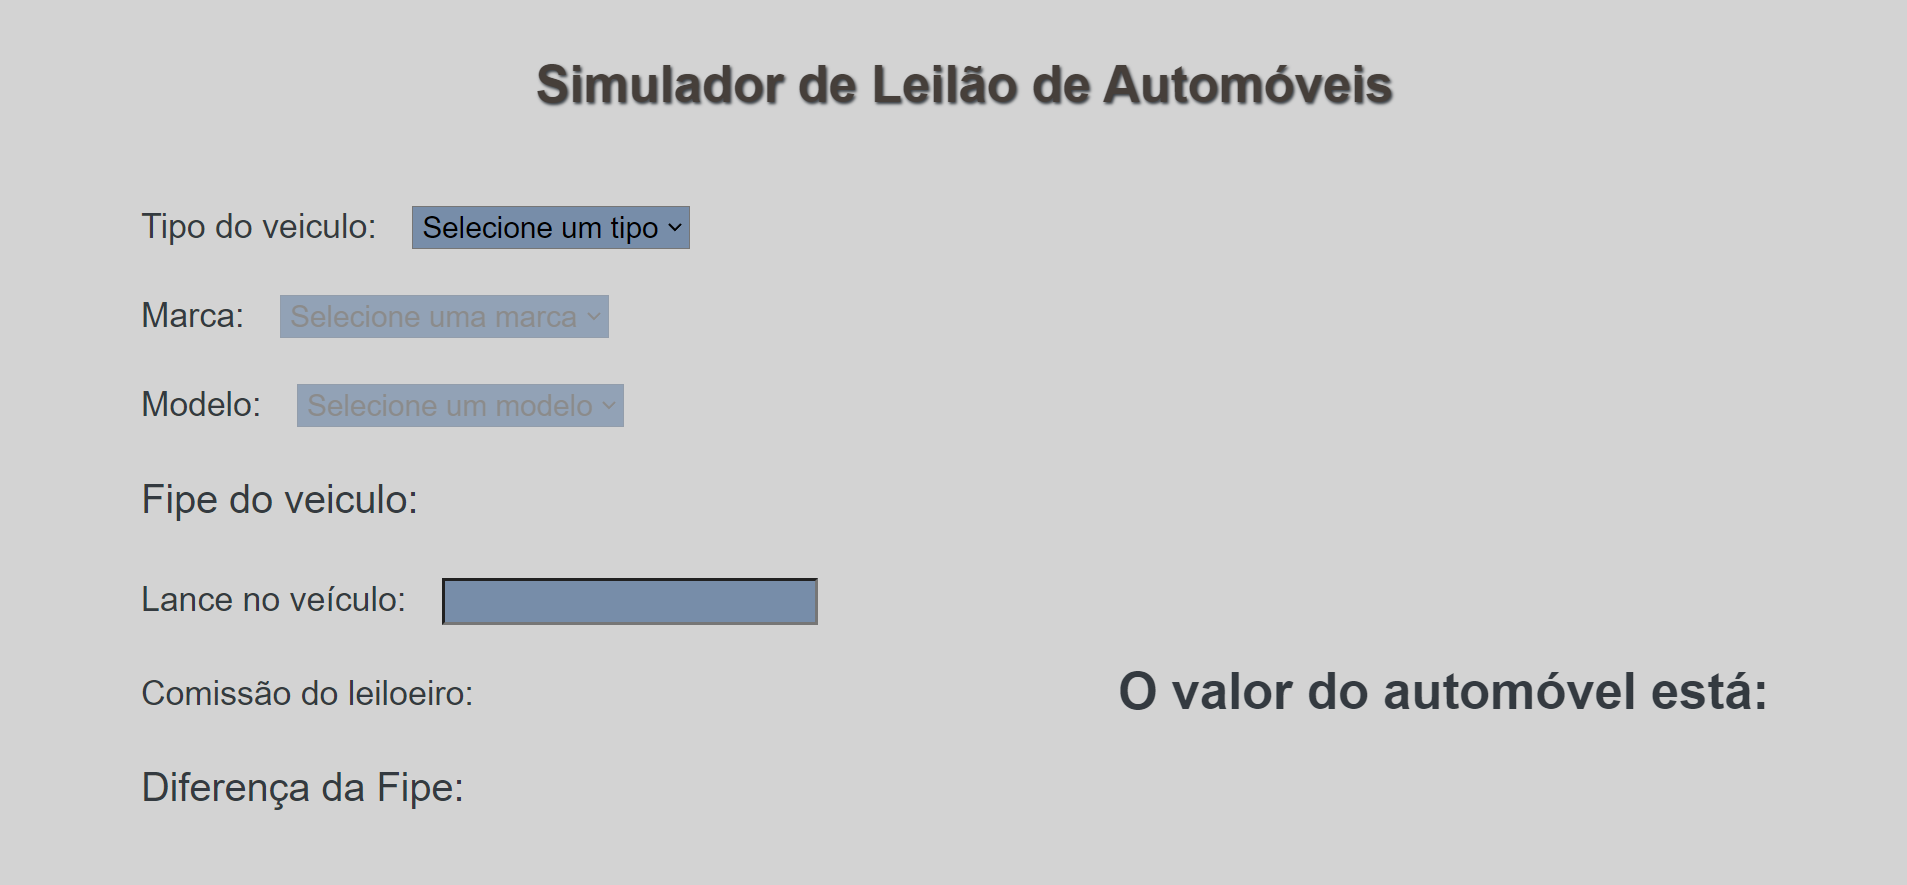 Simulador de Leilão de Automóveis
Tipo do veiculo: Selecione um tipo
Marca: Selecione uma marca
Modelo: Selecione um modelo
Fipe do veiculo:
Lance no veículo:
Comissão do leiloeiro:
O valor do automóvel está:
Diferença da Fipe: